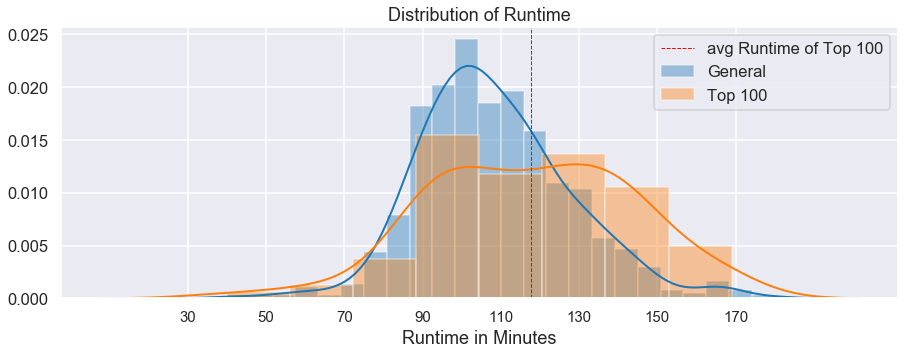 Distribution of Runtime
avg Runtime of Top 100
General
Top 100
0.025
0.020
0.015
0.010
0.005
0.000
30 50 70 90 110 130 150 170
Runtime in Minutes